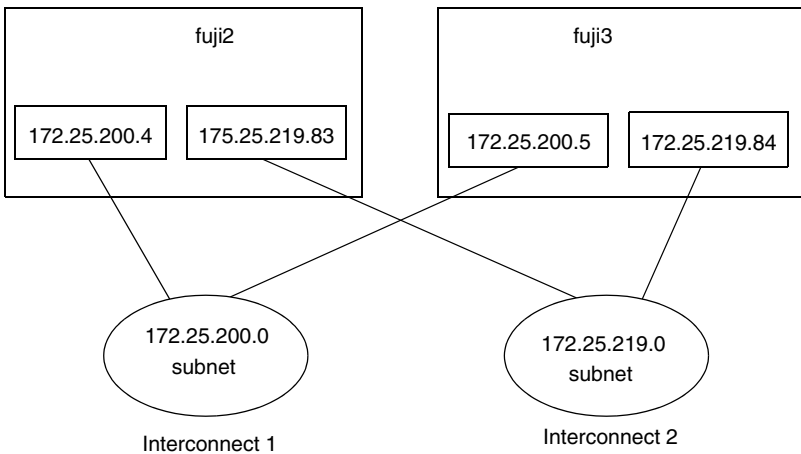 fuji2
fuji3
172.25.200.4
175.25.219.83
172.25.200.5
172.25.219.84
172.25.200.0
subnet
172.25.219.0
subnet
Interconnect 1
Interconnect 2